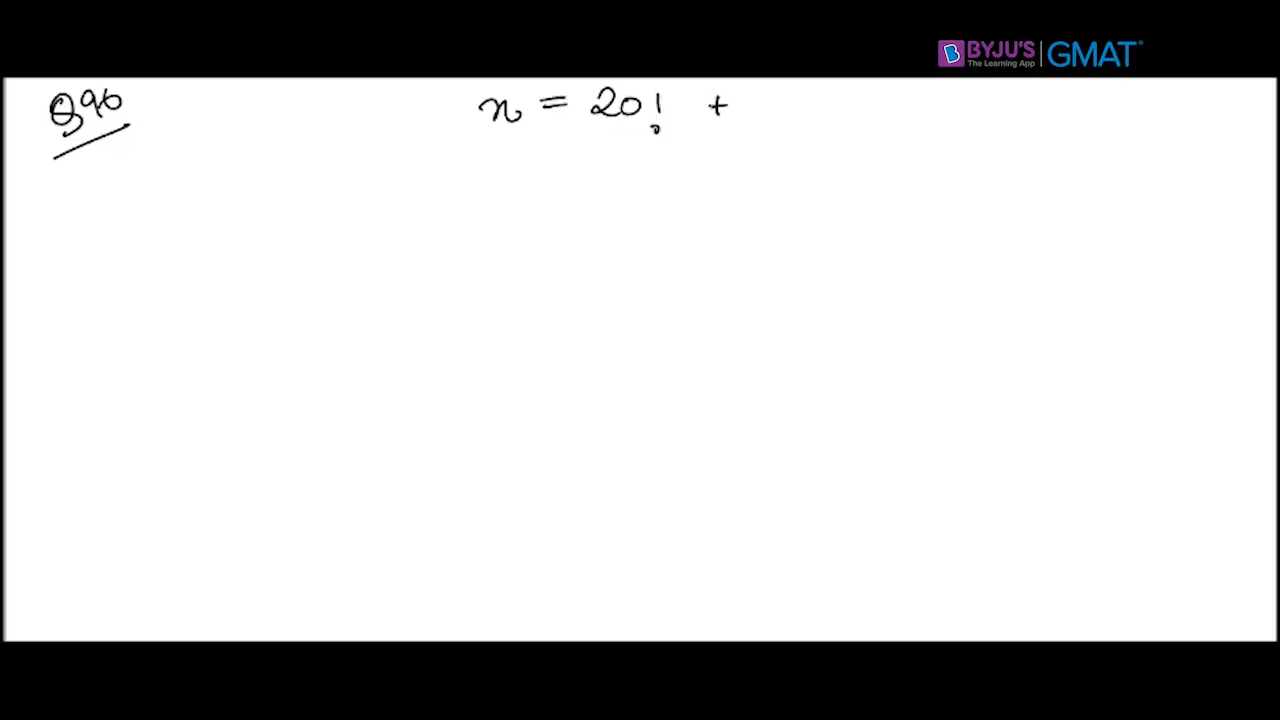 BYJU'S GMAT
The Learning App
Q96 n = 20! +